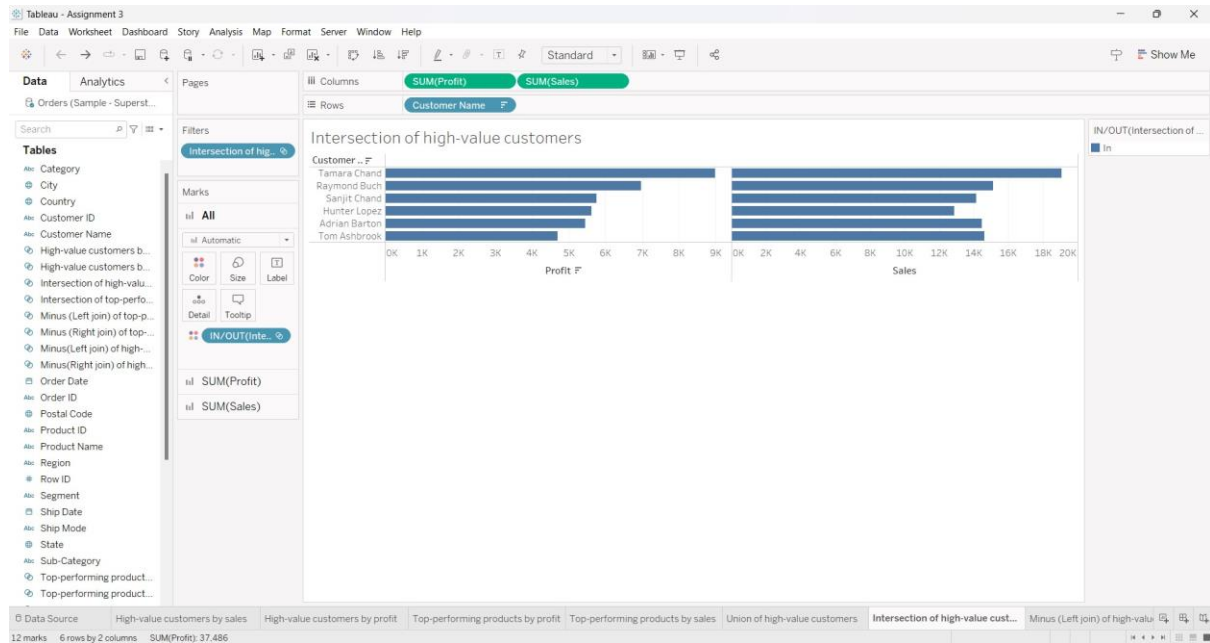 Tableau - Assignment 3
File Data Worksheet Dashboard Story Analysis Map Format Server Window Help
Standard
Show Me
Data Analytics
Orders (Sample - Superst...
Search
Tables
Abc Category
City
Country
Abc Customer ID
Abc Customer Name
High-value customers b...
High-value customers b...
Intersection of high-valu...
Intersection of top-perfo...
Minus (Left join) of top-p...
Minus (Right join) of top-...
Minus(Left join) of high-...
Minus(Right join) of high...
Order Date
Abc Order ID
Postal Code
Abc Product ID
Abc Product Name
Abc Region
Row ID
Abc Segment
Ship Date
Abc Ship Mode
State
Abc Sub-Category
Top-performing product...
Top-performing product...
Pages
Filters
Intersection of hig..
Marks
All
Automatic
Color Size Label
Detail Tooltip
IN/OUT(Inte..
SUM(Profit)
SUM(Sales)
Columns SUM(Profit) SUM(Sales)
Rows Customer Name
Intersection of high-value customers
Customer ..
Tamara Chand
Raymond Buch
Sanjit Chand
Hunter Lopez
Adrian Barton
Tom Ashbrook
0K 1K 2K 3K 4K 5K 6K 7K 8K 9K 0K 2K 4K 6K 8K 10K 12K 14K 16K 18K 20K
Profit Sales
IN/OUT(Intersection of ...
In
Data Source High-value customers by sales High-value customers by profit Top-performing products by profit Top-performing products by sales Union of high-value customers Intersection of high-value cust... Minus (Left join) of high-valu
12 marks 6 rows by 2 columns SUM(Profit): 37,486